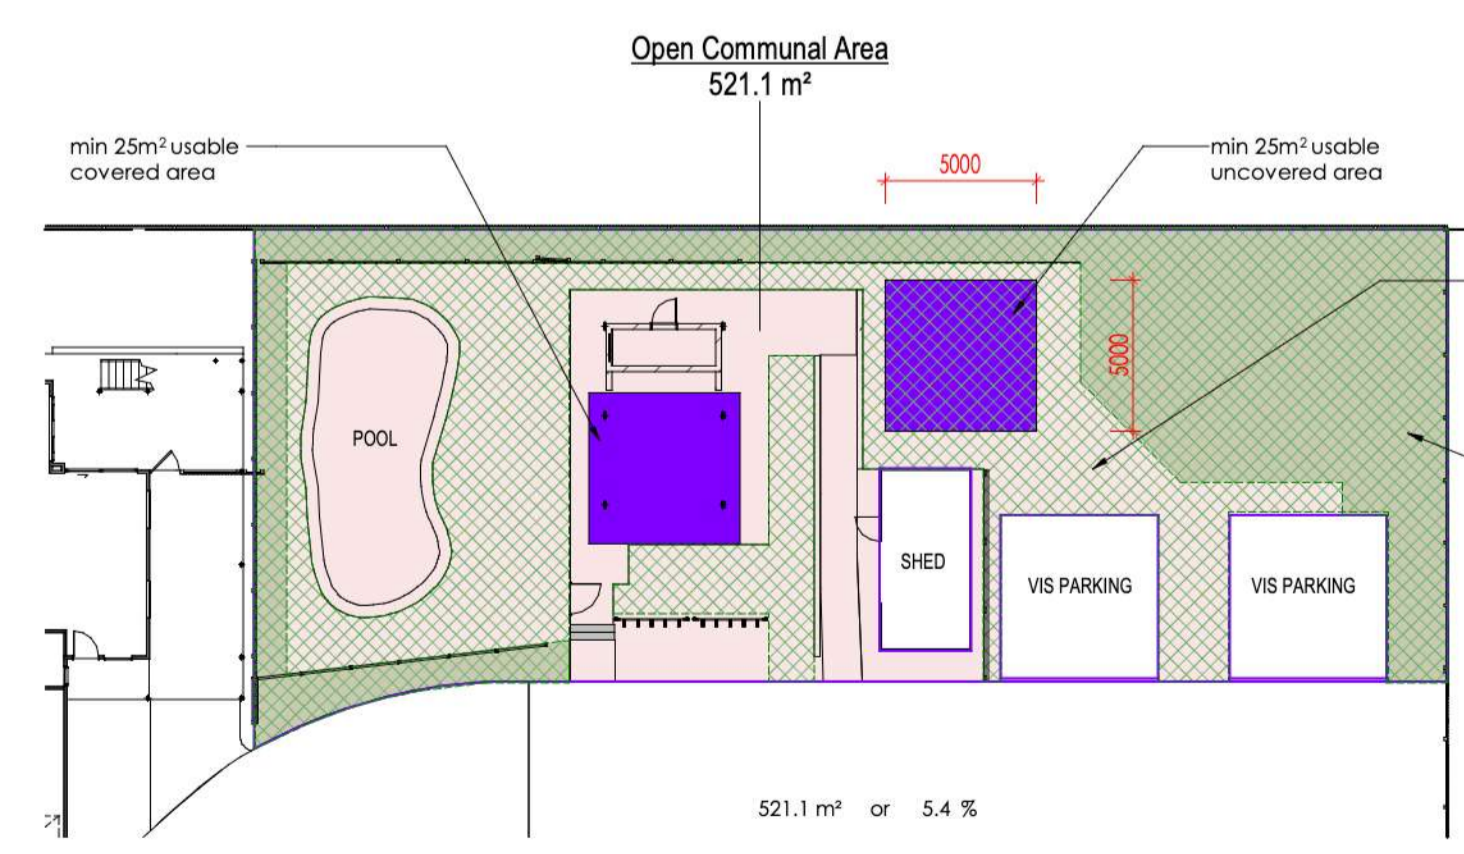 Open Communal Area
521.1 m²
min 25m² usable
covered area
5000
min 25m² usable
uncovered area
5000
POOL
SHED
VIS PARKING
VIS PARKING
521.1 m² or 5.4 %